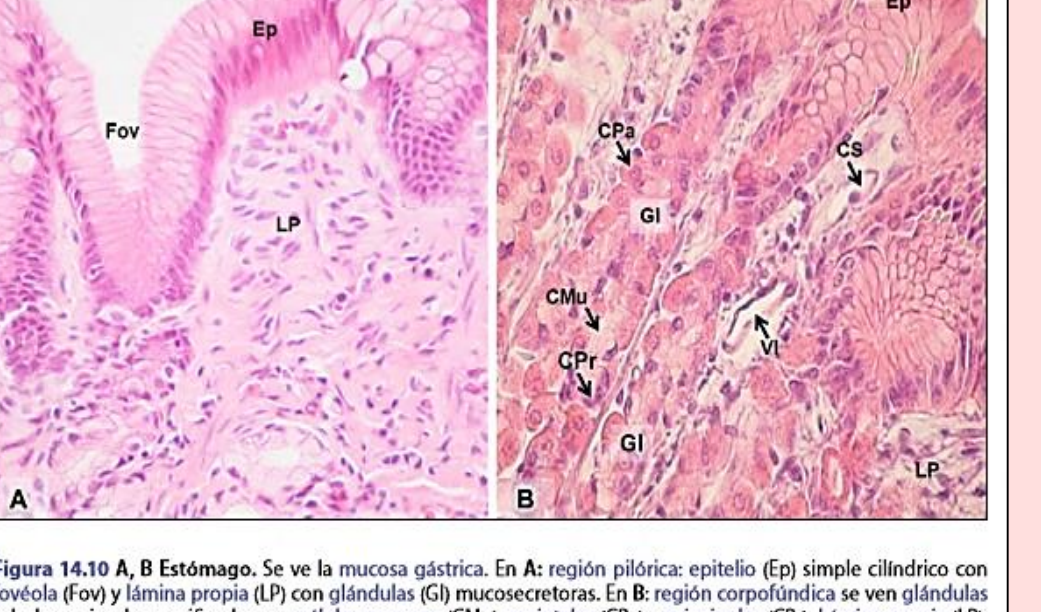 Ep
Fov
LP
A
Ep
CPa
CS
Gl
CMu
Vl
CPr
Gl
LP
B
Figura 14.10 A, B Estómago. Se ve la mucosa gástrica. En A: región pilórica: epitelio (Ep) simple cilíndrico con
fovéola (Fov) y lámina propia (LP) con glándulas (Gl) mucosecretoras. En B: región corpofúndica se ven glándulas